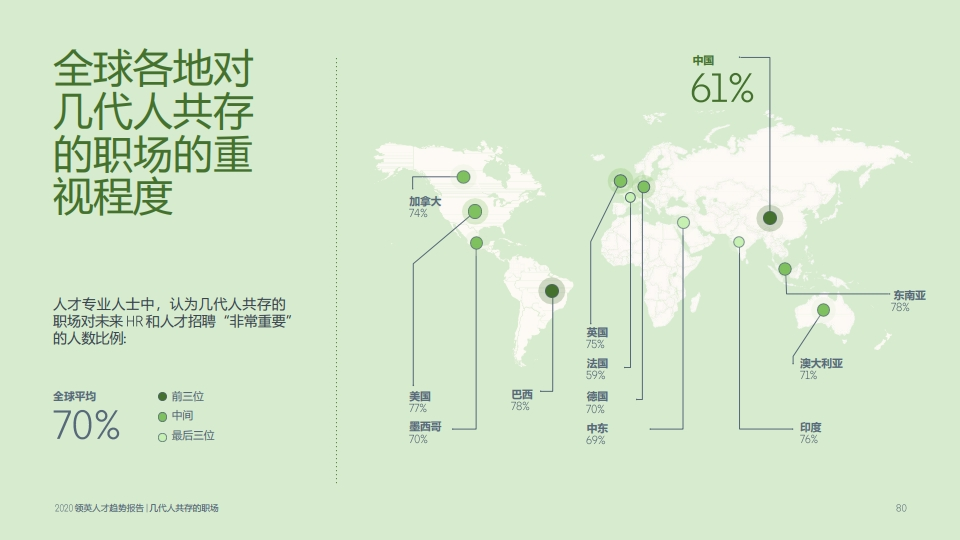 全球各地对
几代人共存
的职场的重
视程度
人才专业人士中，认为几代人共存的
职场对未来 HR 和人才招聘“非常重要”
的人数比例:
全球平均
70%
前三位
中间
最后三位
中国
61%
加拿大
74%
美国
77%
墨西哥
70%
巴西
78%
英国
75%
法国
59%
德国
70%
中东
69%
东南亚
78%
澳大利亚
71%
印度
76%
2020 领英人才趋势报告 | 几代人共存的职场
80